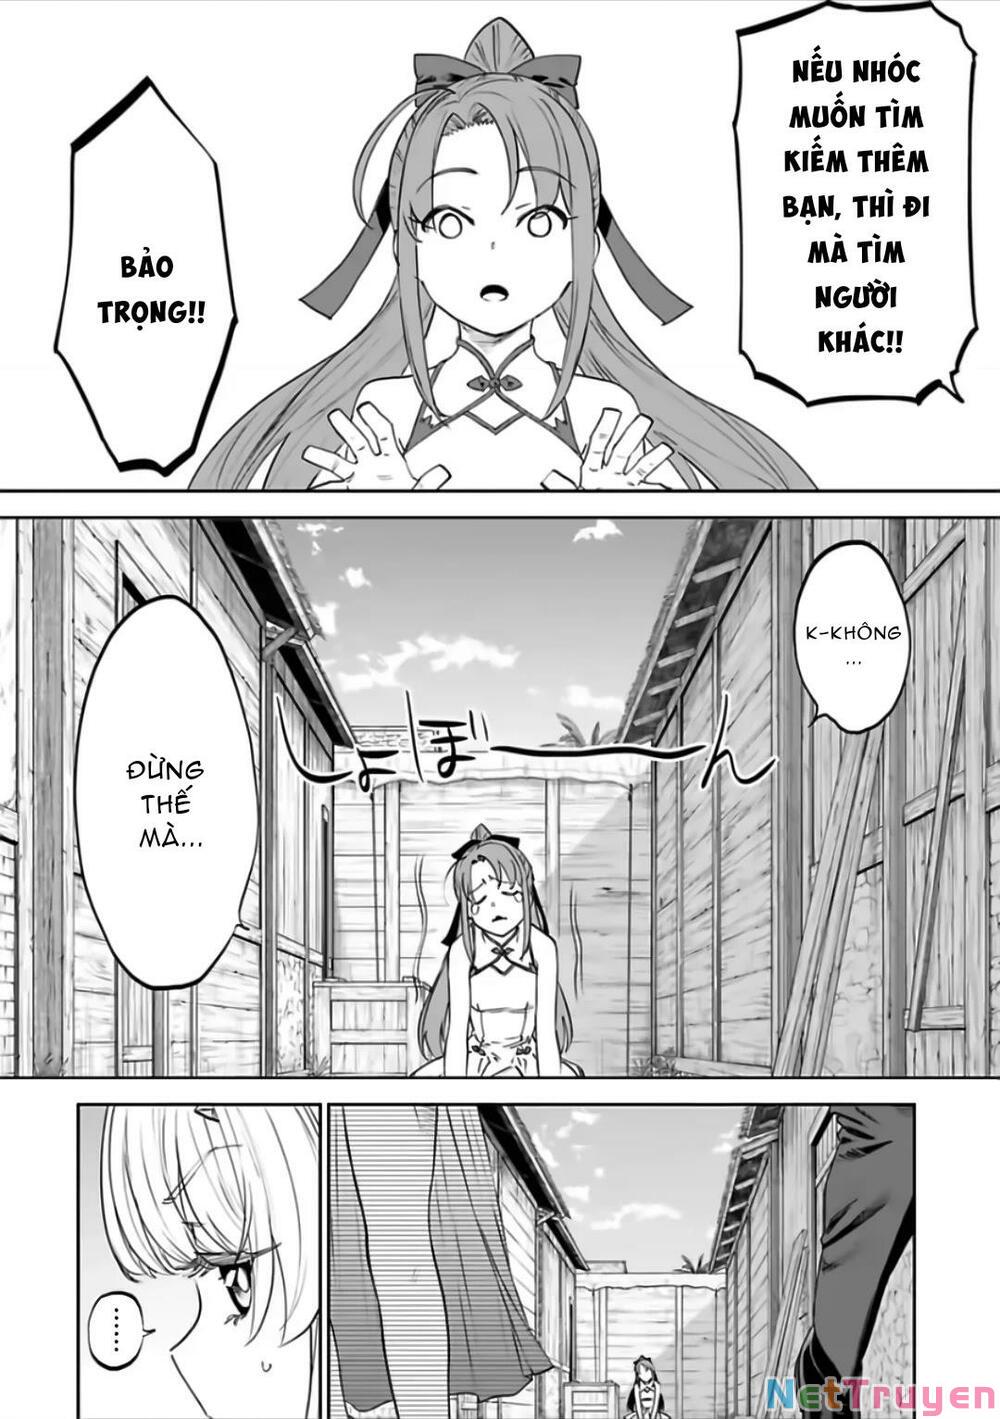 NẾU NHÓC
MUỐN TÌM
KIẾM THÊM
BẠN, THÌ ĐI
MÀ TÌM
NGƯỜI
KHÁC!!
BẢO
TRỌNG!!
K-KHÔNG
...
しょぼーん
ĐỪNG
THẾ
MÀ...
......
NetTruyen